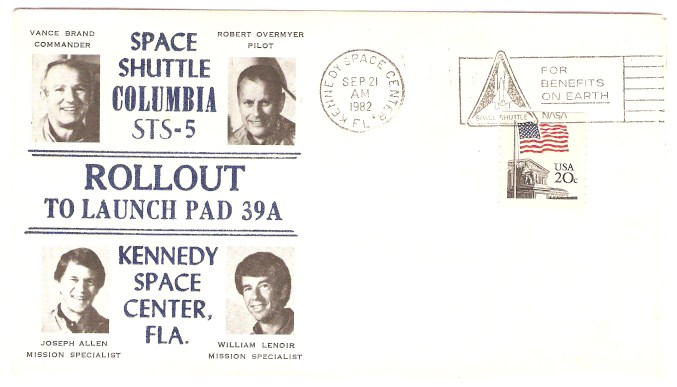 VANCE BRAND
COMMANDER
SPACE
SHUTTLE
COLUMBIA
STS-5
ROBERT OVERMYER
PILOT
ROLLOUT
TO LAUNCH PAD 39A
KENNEDY
SPACE
CENTER,
FLA.
JOSEPH ALLEN
MISSION SPECIALIST
WILLIAM LENOIR
MISSION SPECIALIST
KENNEDY SPACE CENTER,
SEP 21
AM
1982
FL.
FOR
BENEFITS
ON EARTH
SPACE SHUTTLE NASA
USA
20c